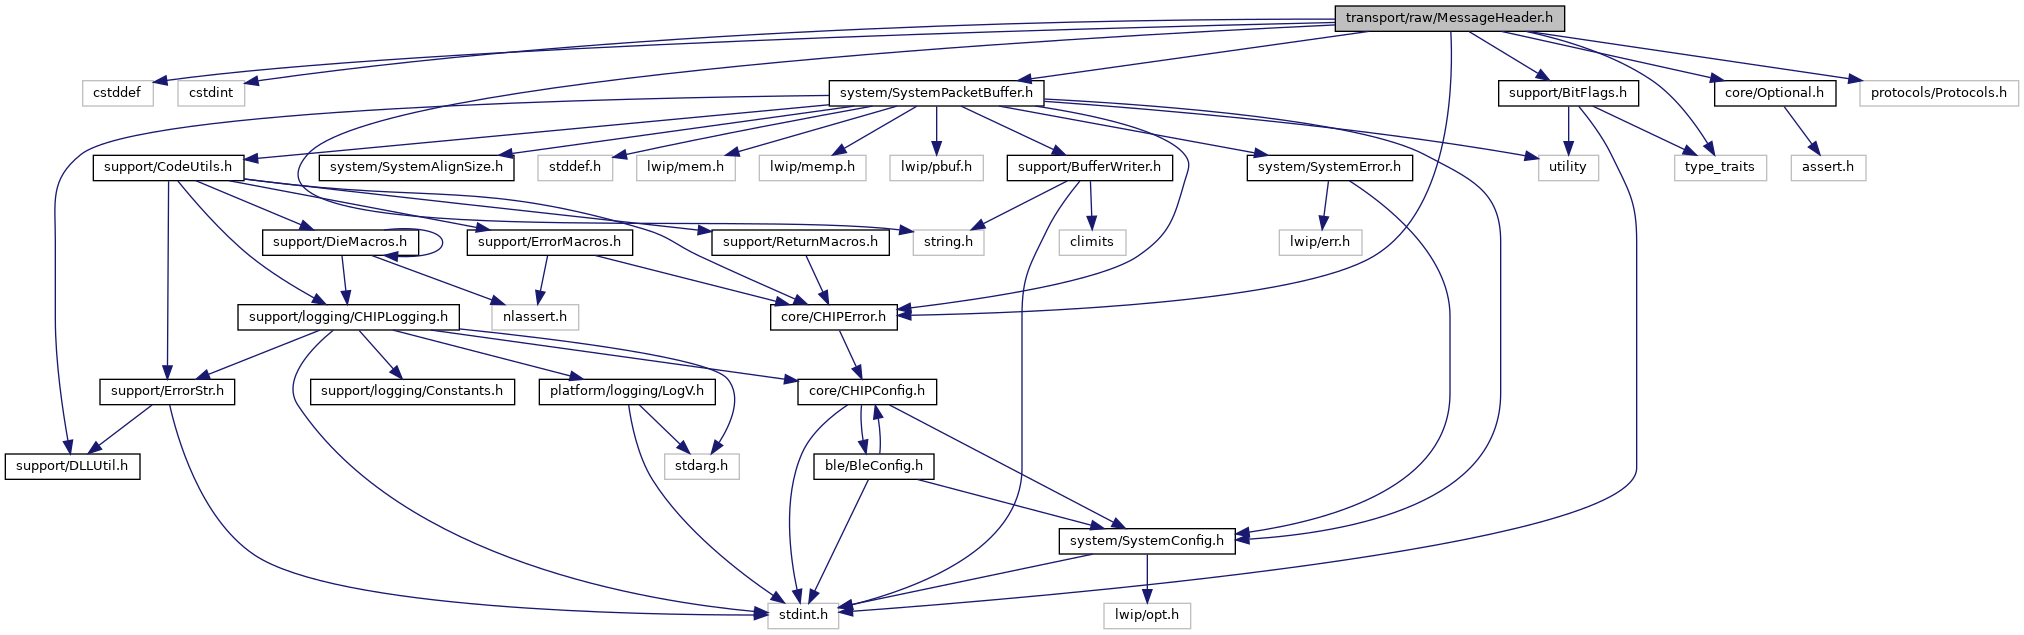 transport/raw/MessageHeader.h
cstddef
cstdint
system/SystemPacketBuffer.h
support/BitFlags.h
core/Optional.h
protocols/Protocols.h
support/CodeUtils.h
system/SystemAlignSize.h
stddef.h
lwip/mem.h
lwip/memp.h
lwip/pbuf.h
support/BufferWriter.h
system/SystemError.h
utility
type_traits
assert.h
support/DieMacros.h
support/ErrorMacros.h
support/ReturnMacros.h
string.h
climits
lwip/err.h
support/logging/CHIPLogging.h
nlassert.h
core/CHIPError.h
support/ErrorStr.h
support/logging/Constants.h
platform/logging/LogV.h
core/CHIPConfig.h
support/DLLUtil.h
stdarg.h
ble/BleConfig.h
system/SystemConfig.h
stdint.h
lwip/opt.h